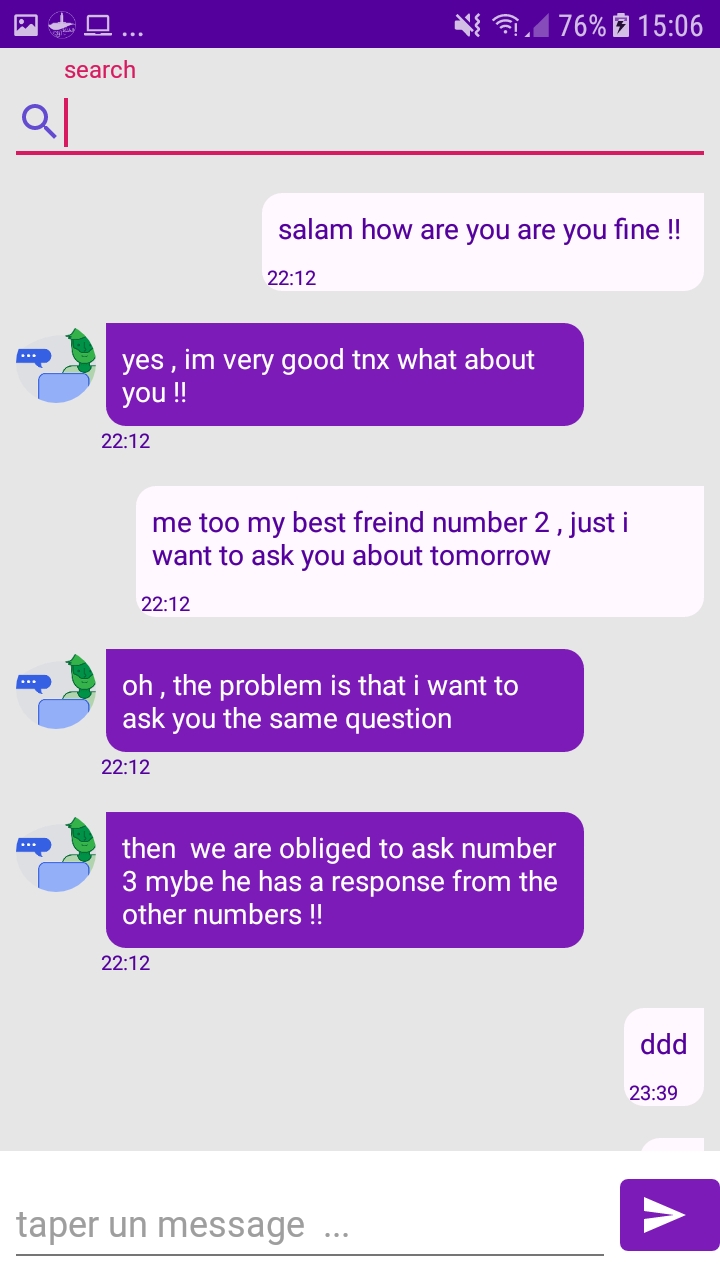 ... 76% 15:06
search
salam how are you are you fine !!
22:12
yes , im very good tnx what about
you !!
22:12
me too my best freind number 2 , just i
want to ask you about tomorrow
22:12
oh , the problem is that i want to
ask you the same question
22:12
then  we are obliged to ask number
3 mybe he has a response from the
other numbers !!
22:12
ddd
23:39
taper un message  ...